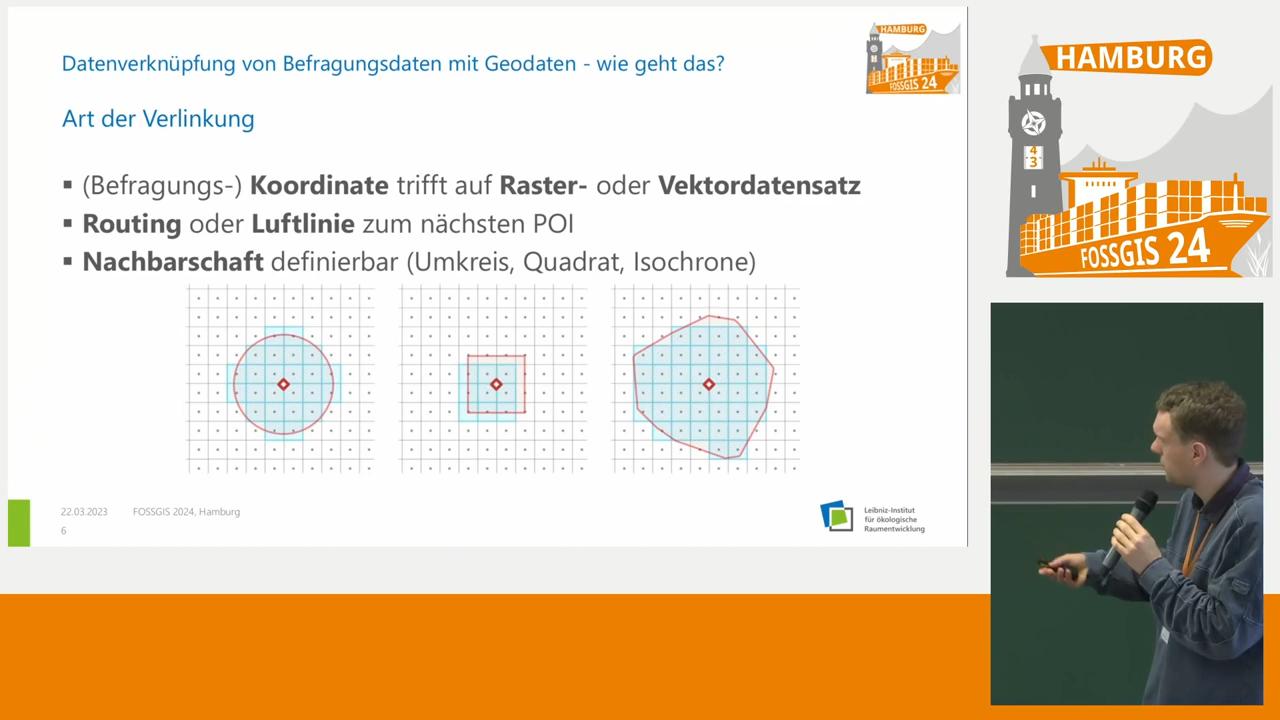 Datenverknüpfung von Befragungsdaten mit Geodaten - wie geht das?
HAMBURG
FOSSGIS 24
Art der Verlinkung
▪ (Befragungs-) Koordinate trifft auf Raster- oder Vektordatensatz
▪ Routing oder Luftlinie zum nächsten POI
▪ Nachbarschaft definierbar (Umkreis, Quadrat, Isochrone)
22.03.2023 FOSSGIS 2024, Hamburg
6
Leibniz-Institut
für ökologische
Raumentwicklung
HAMBURG
4
3
FOSSGIS 24